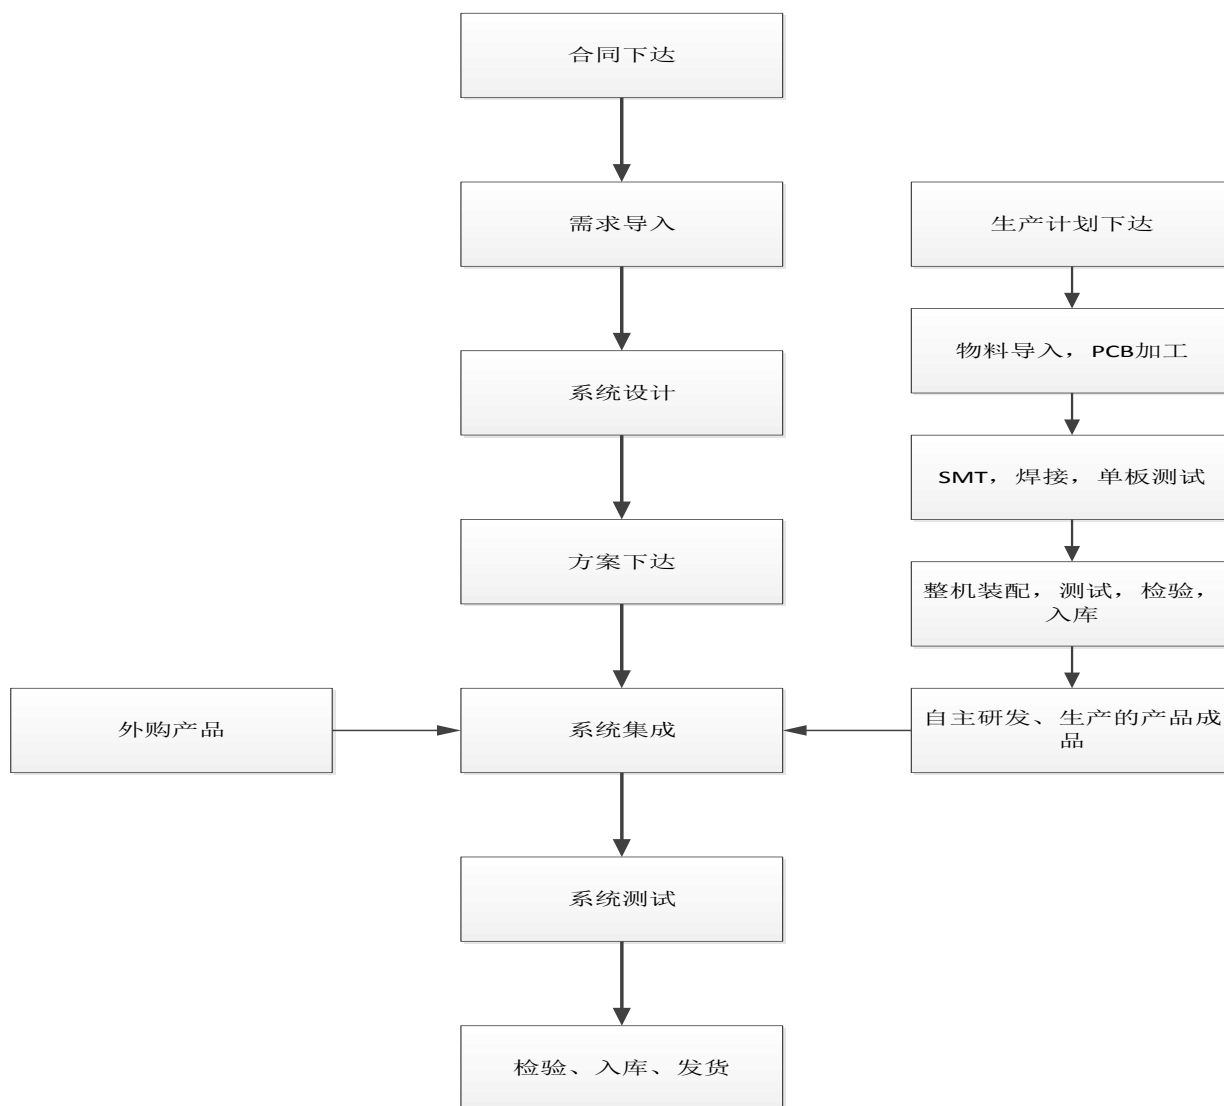 合同下达
需求导入
生产计划下达
物料导入，PCB加工
系统设计
SMT，焊接，单板测试
方案下达
整机装配，测试，检验，
入库
外购产品
系统集成
自主研发、生产的产品成
品
系统测试
检验、入库、发货